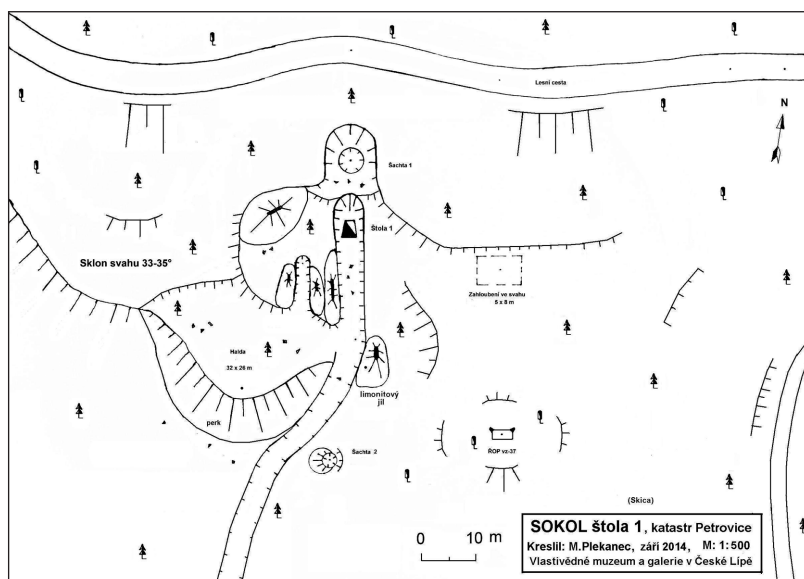 Lesní cesta
N
Šachta 1
Štola 1
Sklon svahu 33-35°
Zahloubení ve svahu
5 x 8 m
Halda
32 x 26 m
limonitový
jíl
perk
ŘOP vz-37
Šachta 2
(Skica)
SOKOL štola 1, katastr Petrovice
Kreslil: M.Plekanec, září 2014, M: 1:500
Vlastivědné muzeum a galerie v České Lípě
0 10 m